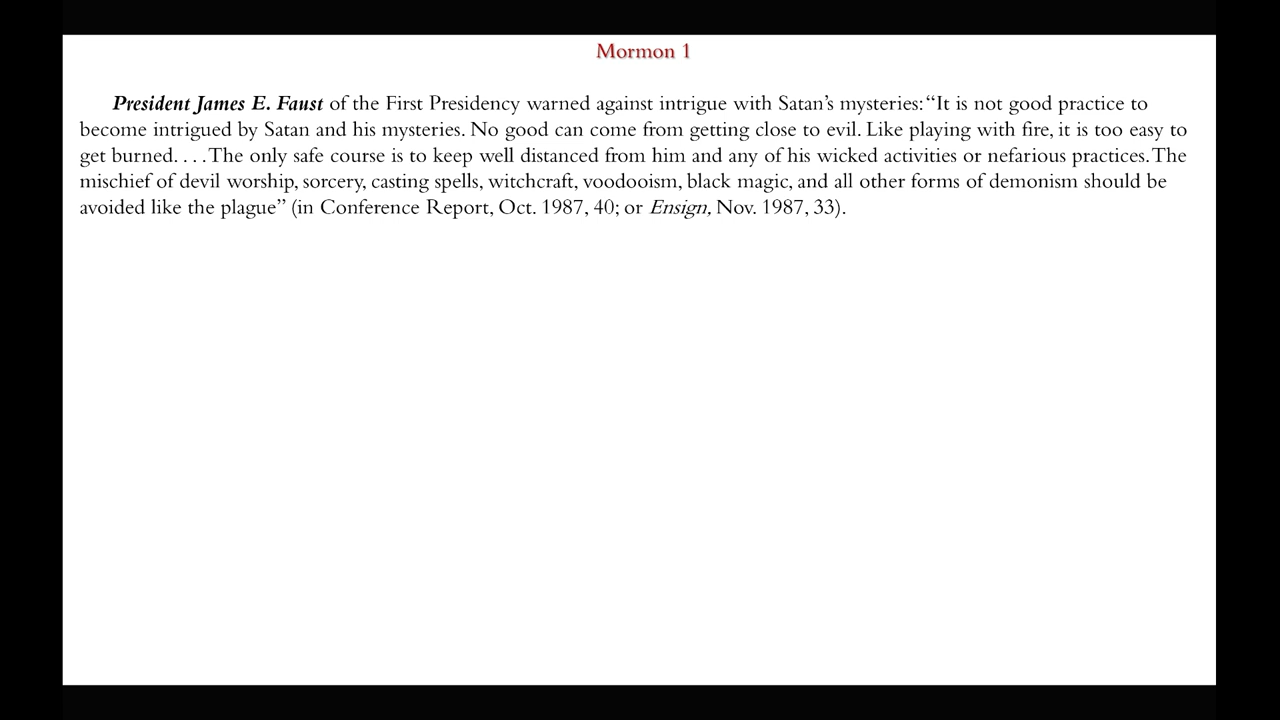 Mormon 1
President James E. Faust of the First Presidency warned against intrigue with Satan’s mysteries: “It is not good practice to
become intrigued by Satan and his mysteries. No good can come from getting close to evil. Like playing with fire, it is too easy to
get burned. . . . The only safe course is to keep well distanced from him and any of his wicked activities or nefarious practices. The
mischief of devil worship, sorcery, casting spells, witchcraft, voodooism, black magic, and all other forms of demonism should be
avoided like the plague” (in Conference Report, Oct. 1987, 40; or Ensign, Nov. 1987, 33).